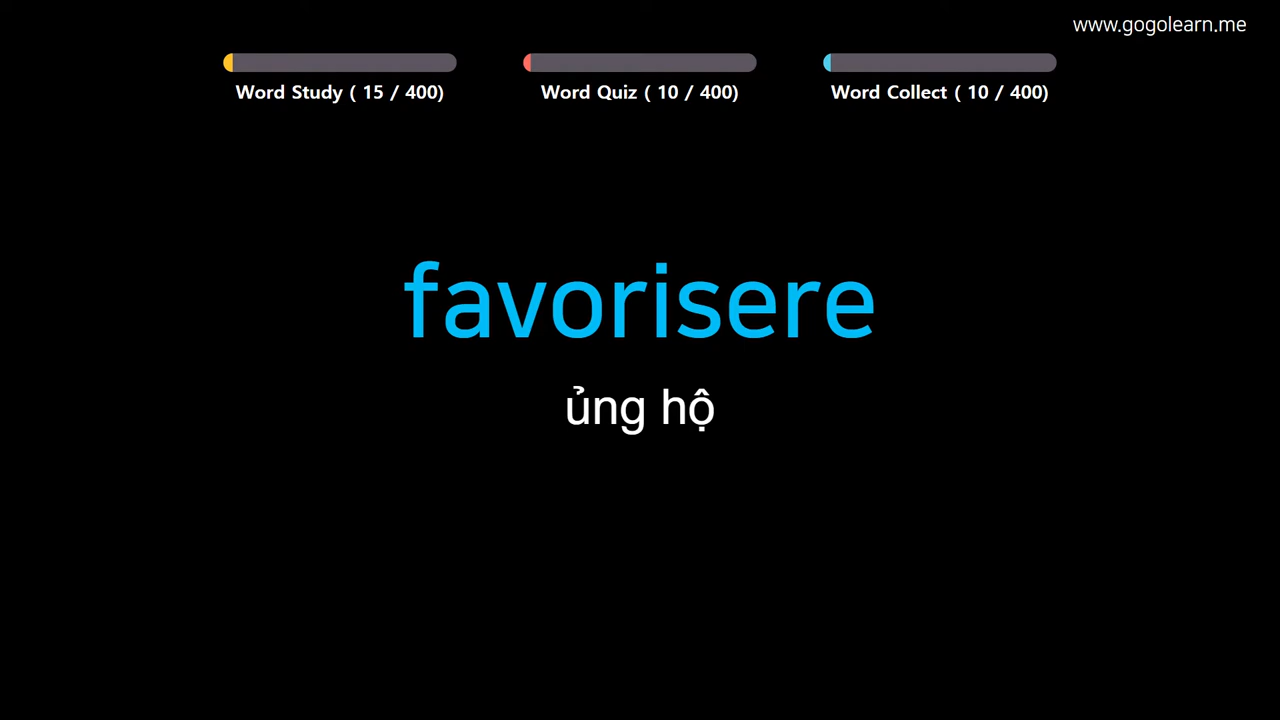 www.gogolearn.me
Word Study ( 15 / 400)
Word Quiz ( 10 / 400)
Word Collect ( 10 / 400)
favorisere
ủng hộ